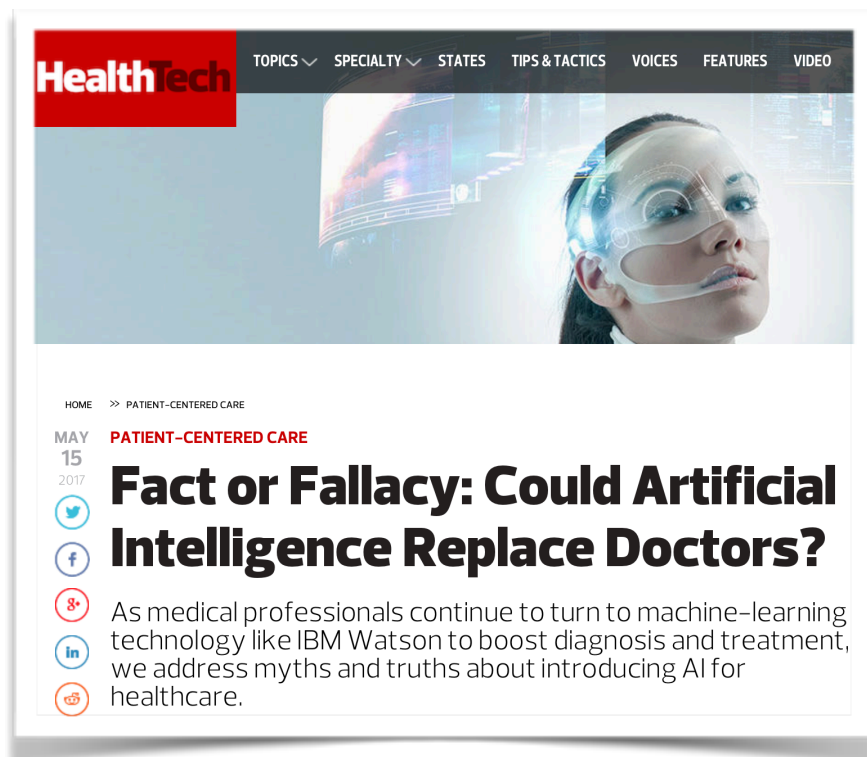 HealthTech
TOPICS SPECIALTY STATES TIPS & TACTICS VOICES FEATURES VIDEO
HOME >> PATIENT-CENTERED CARE
MAY
15
2017
PATIENT-CENTERED CARE
Fact or Fallacy: Could Artificial
Intelligence Replace Doctors?
As medical professionals continue to turn to machine-learning
technology like IBM Watson to boost diagnosis and treatment,
we address myths and truths about introducing AI for
healthcare.